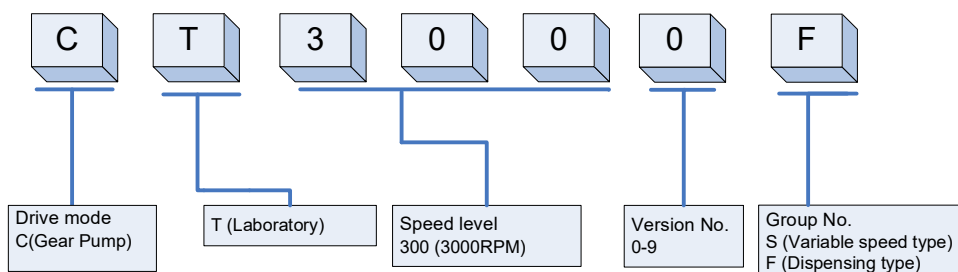 C T 3 0 0 0 F
Drive mode
C(Gear Pump)
T (Laboratory)
Speed level
300 (3000RPM)
Version No.
0-9
Group No.
S (Variable speed type)
F (Dispensing type)